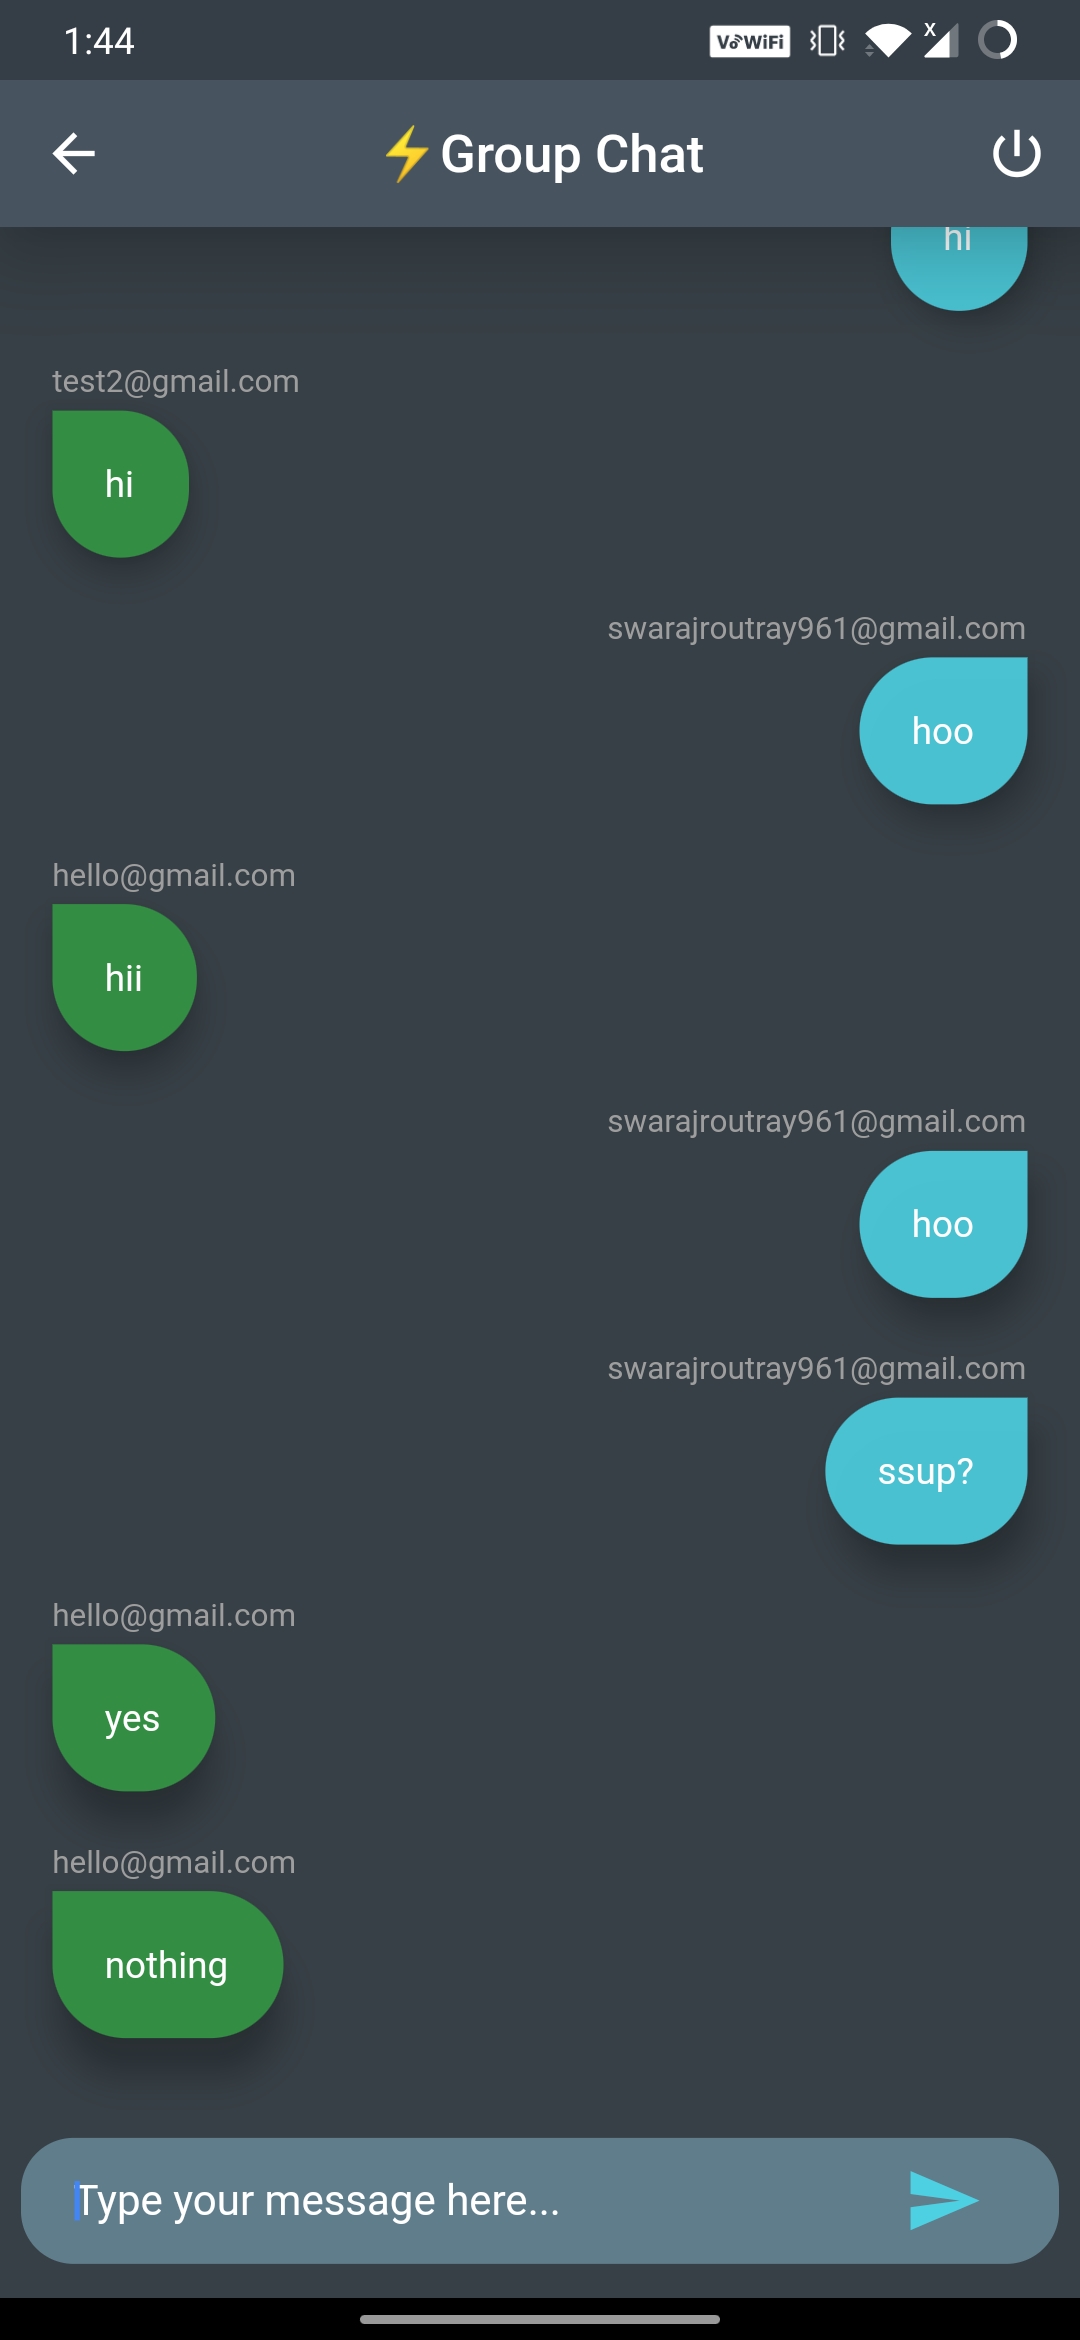 1:44
VoWiFi
X
⚡Group Chat
hi
test2@gmail.com
hi
swarajroutray961@gmail.com
hoo
hello@gmail.com
hii
swarajroutray961@gmail.com
hoo
swarajroutray961@gmail.com
ssup?
hello@gmail.com
yes
hello@gmail.com
nothing
Type your message here...